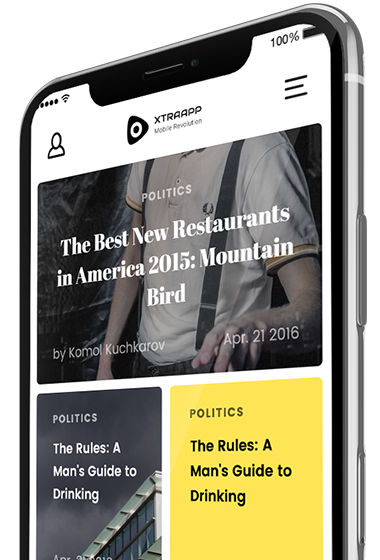 100%
XTRAAPP
Mobile Revolution
POLITICS
The Best New Restaurants
in America 2015: Mountain
Bird
by Komol Kuchkarov
Apr. 21 2016
POLITICS
The Rules: A
Man's Guide to
Drinking
Apr. 21 2016
POLITICS
The Rules: A
Man's Guide to
Drinking